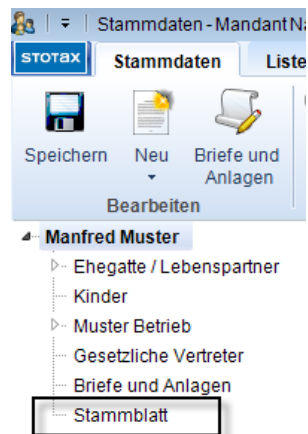 Stammdaten - Mandant Na
STOTAX Stammdaten Liste
Speichern Neu Briefe und
Anlagen
Bearbeiten
Manfred Muster
Ehegatte / Lebenspartner
Kinder
Muster Betrieb
Gesetzliche Vertreter
Briefe und Anlagen
Stammblatt